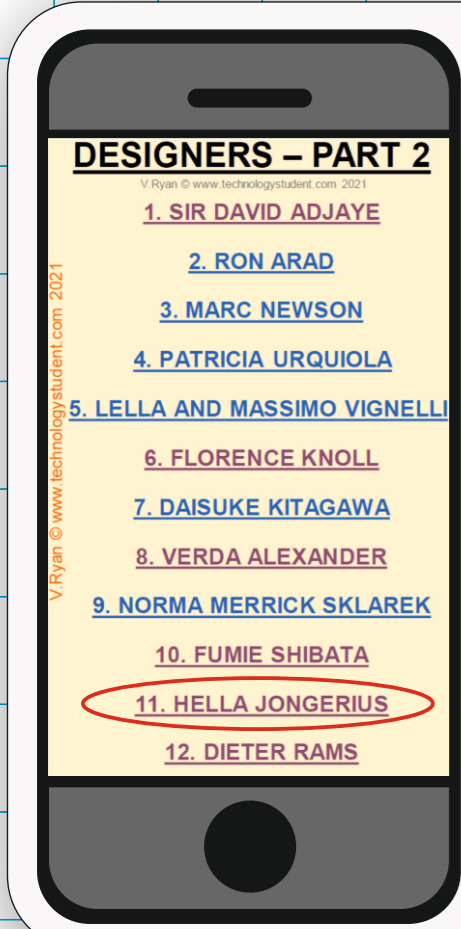 DESIGNERS – PART 2
V.Ryan © www.technologystudent.com 2021
1. SIR DAVID ADJAYE
2. RON ARAD
3. MARC NEWSON
4. PATRICIA URQUIOLA
5. LELLA AND MASSIMO VIGNELLI
6. FLORENCE KNOLL
7. DAISUKE KITAGAWA
8. VERDA ALEXANDER
9. NORMA MERRICK SKLAREK
10. FUMIE SHIBATA
11. HELLA JONGERIUS
12. DIETER RAMS
V.Ryan © www.technologystudent.com 2021